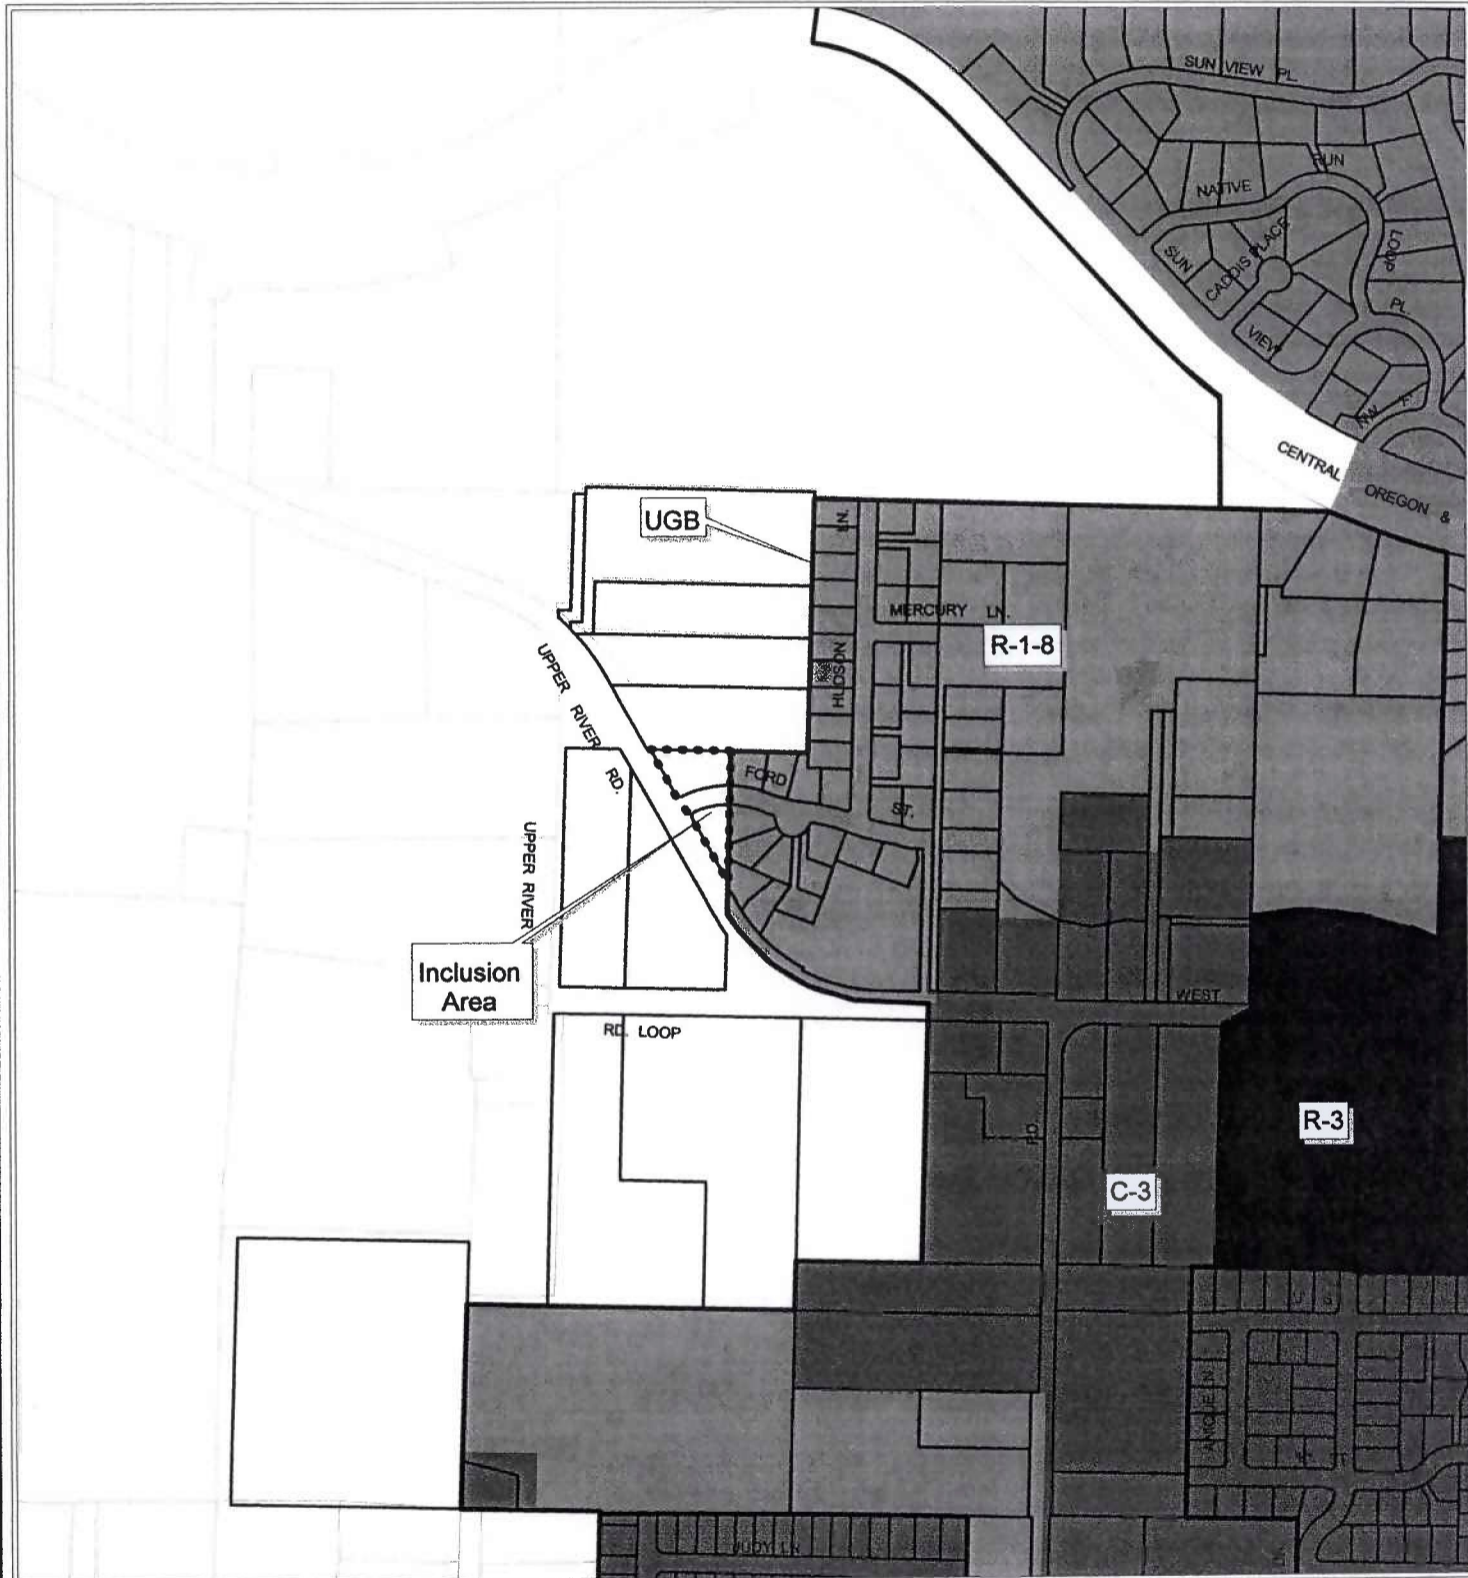 SUN VIEW PL.
RUN
NATIVE
LOOP
CADDIS PLACE
SUN
PL.
VIEW
CENTRAL
OREGON &
UGB
LN.
MERCURY LN.
R-1-8
HUDSON
UPPER RIVER RD.
FORD
ST.
UPPER RIVER
Inclusion
Area
WEST
RD. LOOP
RD.
R-3
C-3
JUDY LN